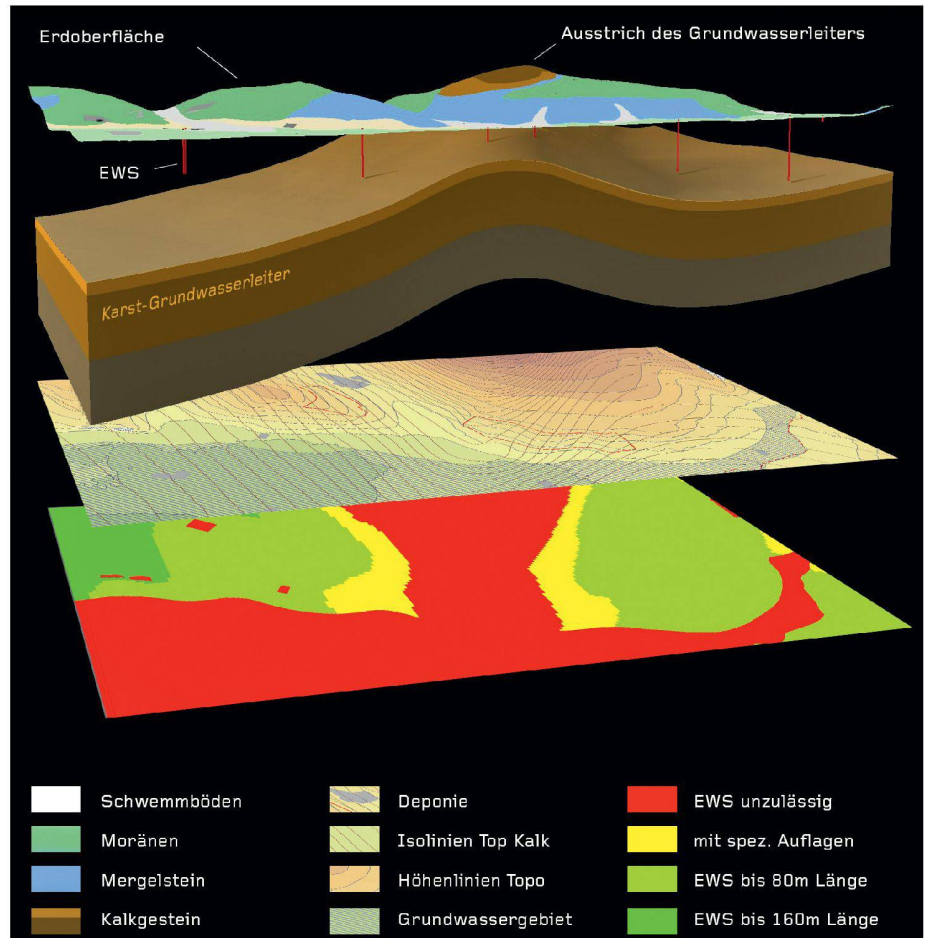 Erdoberfläche
Ausstrich des Grundwasserleiters
EWS
Karst-Grundwasserleiter
Schwemmböden
Moränen
Mergelstein
Kalkgestein
Deponie
Isolinien Top Kalk
Höhenlinien Topo
Grundwassergebiet
EWS unzulässig
mit spez. Auflagen
EWS bis 80m Länge
EWS bis 160m Länge